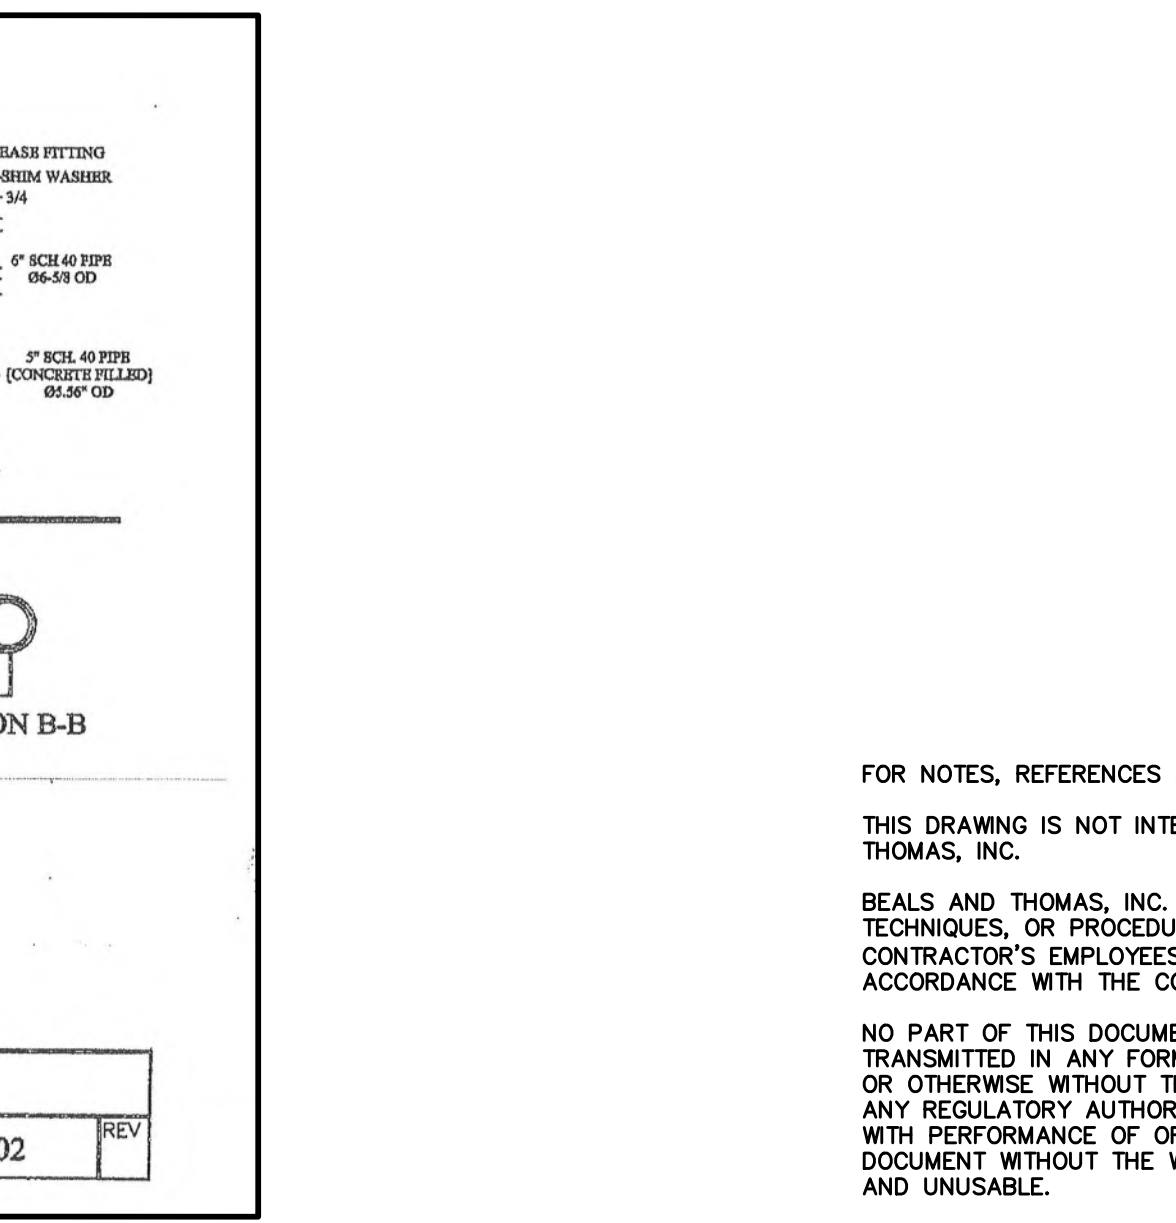 EASE FITTING
SHIM WASHER
3/4
6" SCH 40 PIPE
Ø6-5/8 OD
5" SCH. 40 PIPE
[CONCRETE FILLED]
Ø5.56" OD
ON B-B
02
REV
FOR NOTES, REFERENCES
THIS DRAWING IS NOT INTE
THOMAS, INC.
BEALS AND THOMAS, INC.
TECHNIQUES, OR PROCEDU
CONTRACTOR'S EMPLOYEES
ACCORDANCE WITH THE CO
NO PART OF THIS DOCUME
TRANSMITTED IN ANY FORM
OR OTHERWISE WITHOUT TH
ANY REGULATORY AUTHOR
WITH PERFORMANCE OF OF
DOCUMENT WITHOUT THE W
AND UNUSABLE.